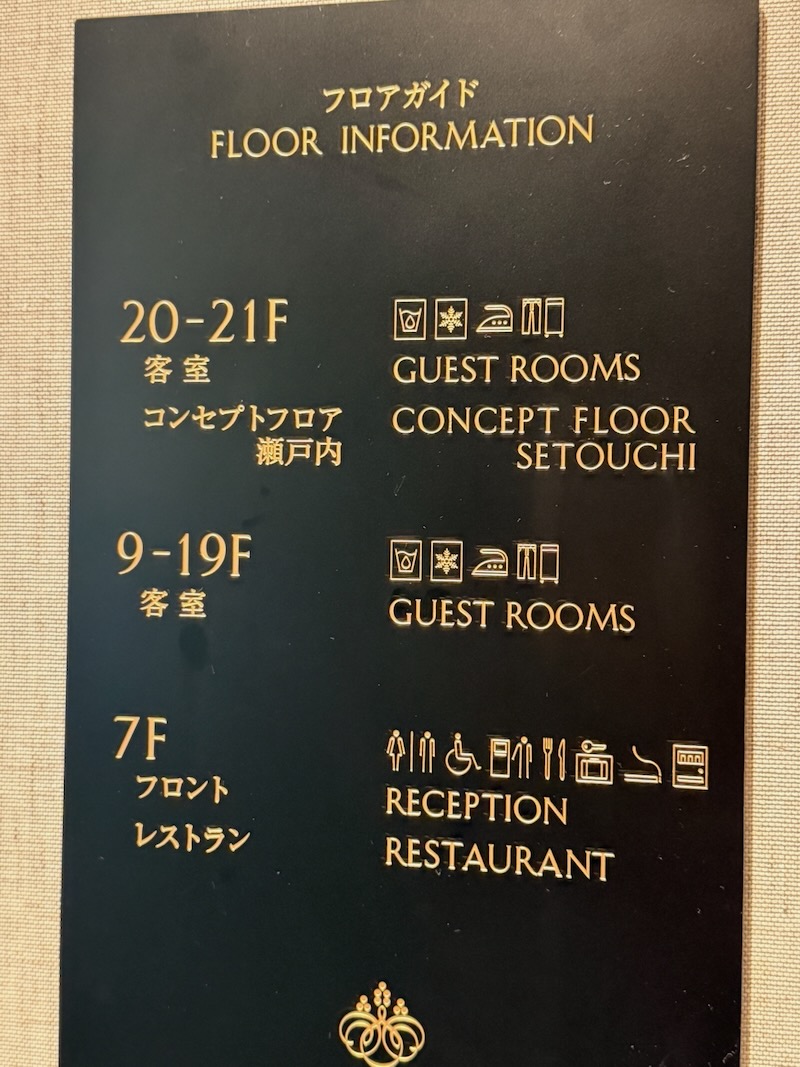 フロアガイド
FLOOR INFORMATION
20-21F
客室
GUEST ROOMS
コンセプトフロア
瀬戸内
CONCEPT FLOOR
SETOUCHI
9-19F
客室
GUEST ROOMS
7F
フロント
RECEPTION
レストラン
RESTAURANT